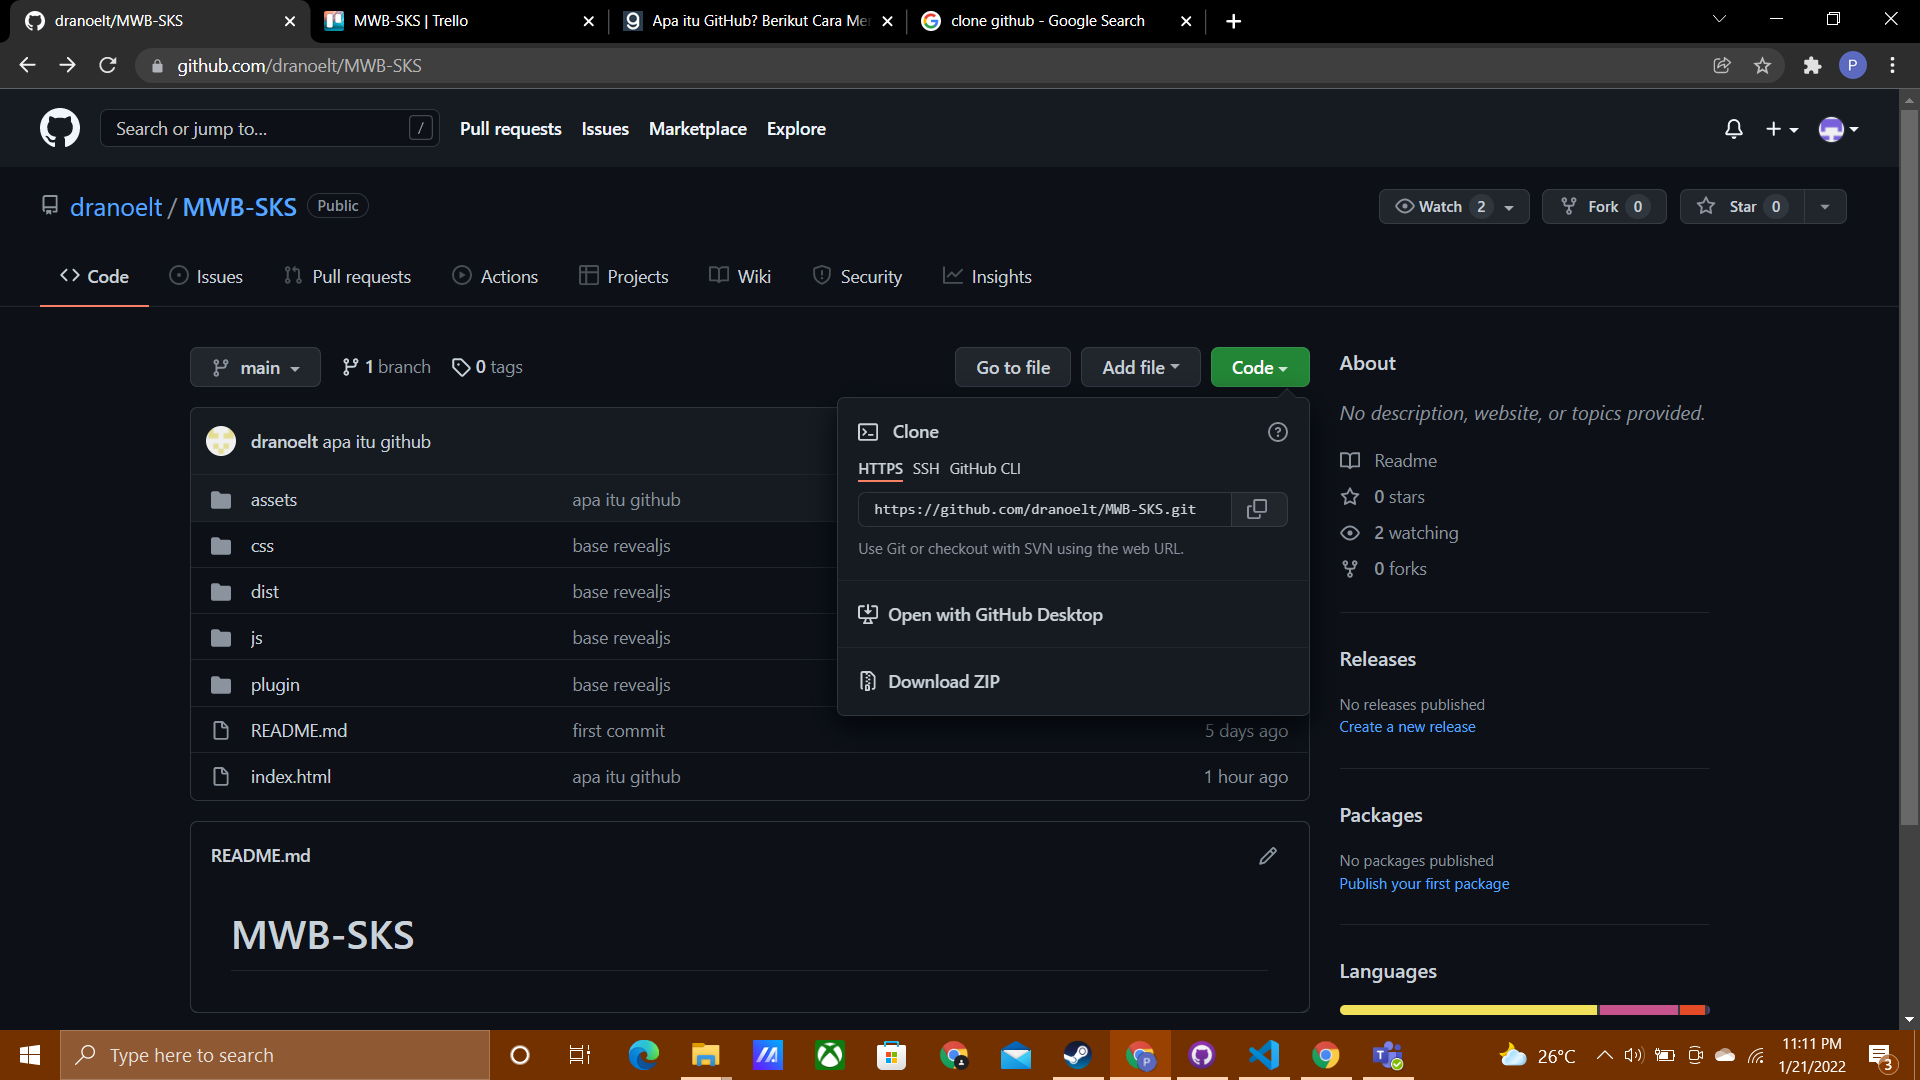 dranoelt/MWB-SKS
MWB-SKS | Trello
Apa itu GitHub? Berikut Cara Me
clone github - Google Search
github.com/dranoelt/MWB-SKS
P
Search or jump to...
/
Pull requests
Issues
Marketplace
Explore
dranoelt / MWB-SKS
Public
Watch 2
Fork 0
Star 0
Code
Issues
Pull requests
Actions
Projects
Wiki
Security
Insights
main
1 branch
0 tags
Go to file
Add file
Code
dranoelt apa itu github
assets
apa itu github
css
base revealjs
dist
base revealjs
js
base revealjs
plugin
base revealjs
README.md
first commit
5 days ago
index.html
apa itu github
1 hour ago
Clone
HTTPS
SSH
GitHub CLI
https://github.com/dranoelt/MWB-SKS.git
Use Git or checkout with SVN using the web URL.
Open with GitHub Desktop
Download ZIP
README.md
MWB-SKS
About
No description, website, or topics provided.
Readme
0 stars
2 watching
0 forks
Releases
No releases published
Create a new release
Packages
No packages published
Publish your first package
Languages
Type here to search
26°C
11:11 PM
1/21/2022
3